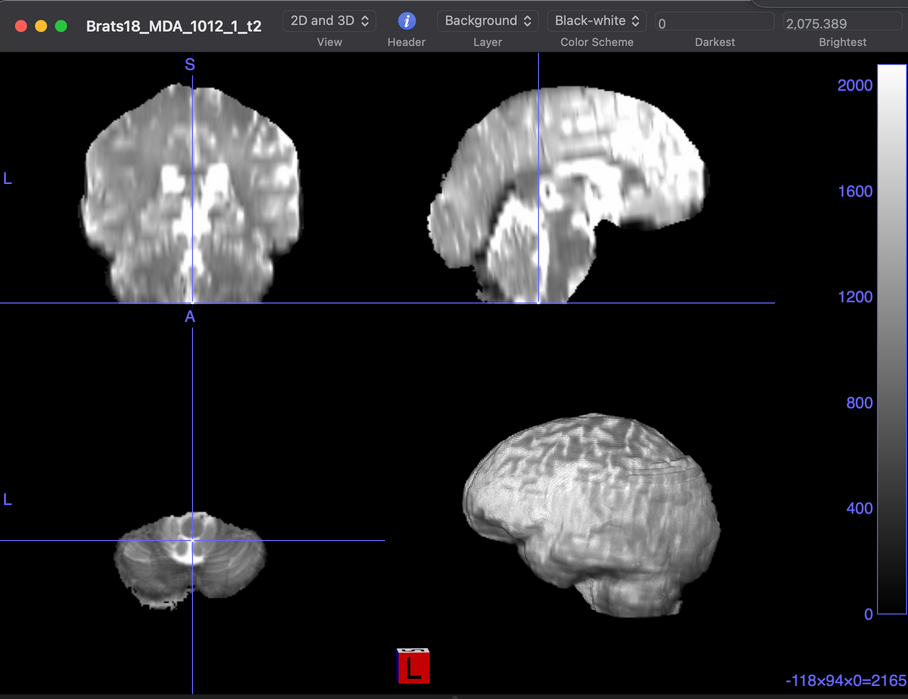 Brats18_MDA_1012_1_t2
2D and 3D
View
i
Header
Background
Layer
Black-white
Color Scheme
0
Darkest
2,075.389
Brightest
S
L
2000
1600
1200
A
800
L
400
0
L
-118×94×0=2165